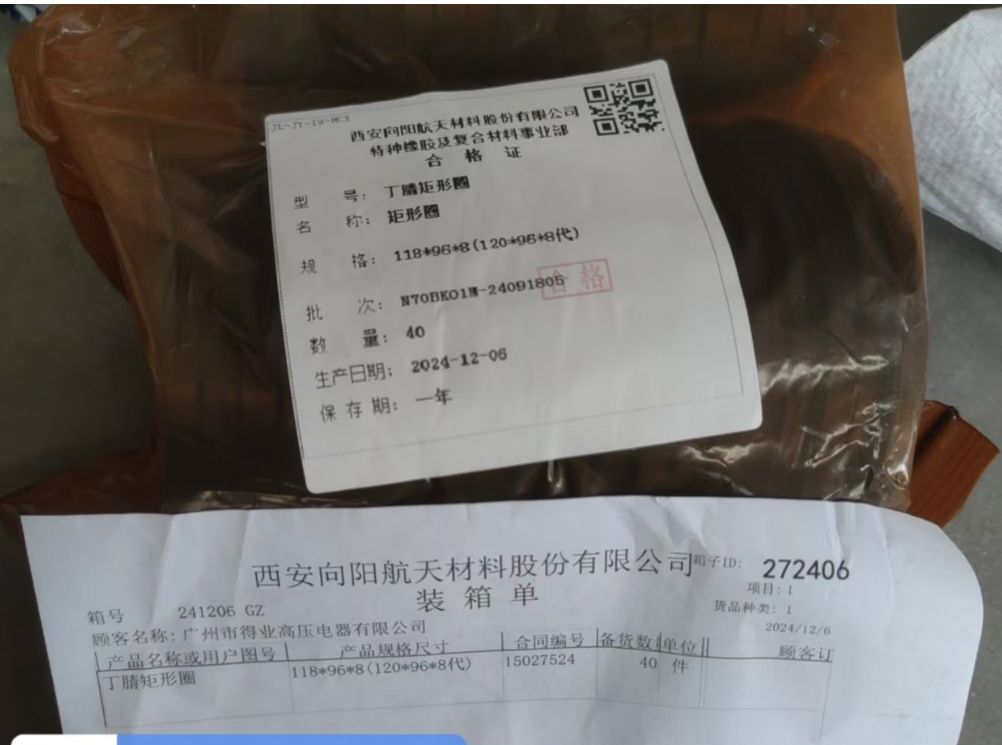 西安向阳航天材料股份有限公司
特种橡胶及复合材料事业部
合格证
型号：丁腈矩形圈
名称：矩形圈
规格：118*96*8(120*96*8代)
批次：N70BK01M-24091805
合格
数量：40
生产日期：2024-12-06
保存期：一年
西安向阳航天材料股份有限公司 箱子ID: 272406
装箱单 项目: 1
货品种类: 1
箱号 241206 GZ
2024/12/6
顾客名称: 广州市得业高压电器有限公司
产品名称或用户图号 产品规格尺寸 合同编号 备货数 单位 顾客订
丁腈矩形圈 118*96*8(120*96*8代) 15027524 40 件